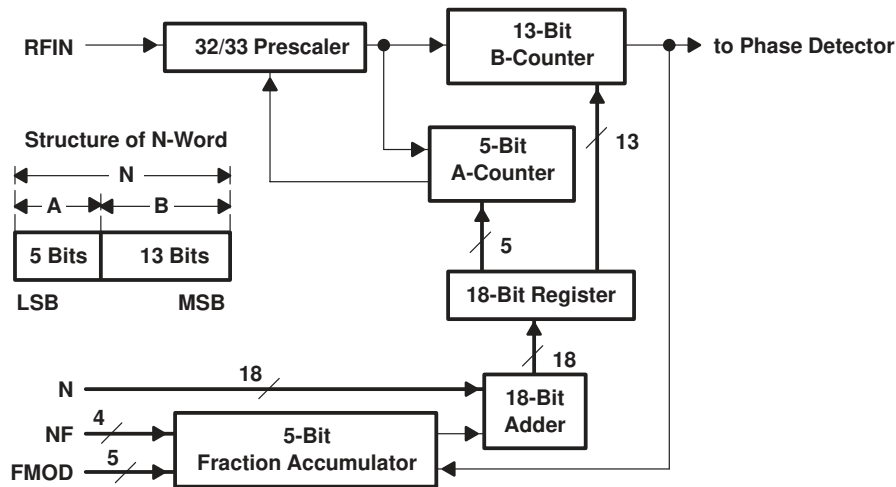 RFIN
32/33 Prescaler
13-Bit
B-Counter
to Phase Detector
Structure of N-Word
N
A
B
5 Bits
13 Bits
LSB
MSB
5-Bit
A-Counter
13
5
18-Bit Register
18
N
18
18-Bit
Adder
NF
4
FMOD
5
5-Bit
Fraction Accumulator